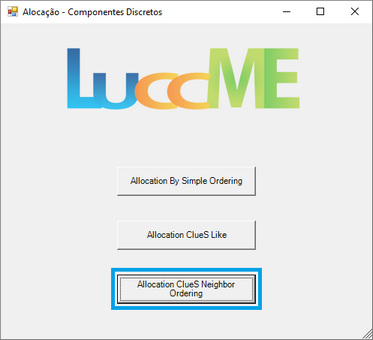 Alocação - Componentes Discretos
LuccME
Allocation By Simple Ordering
Allocation ClueS Like
Allocation ClueS Neighbor
Ordering